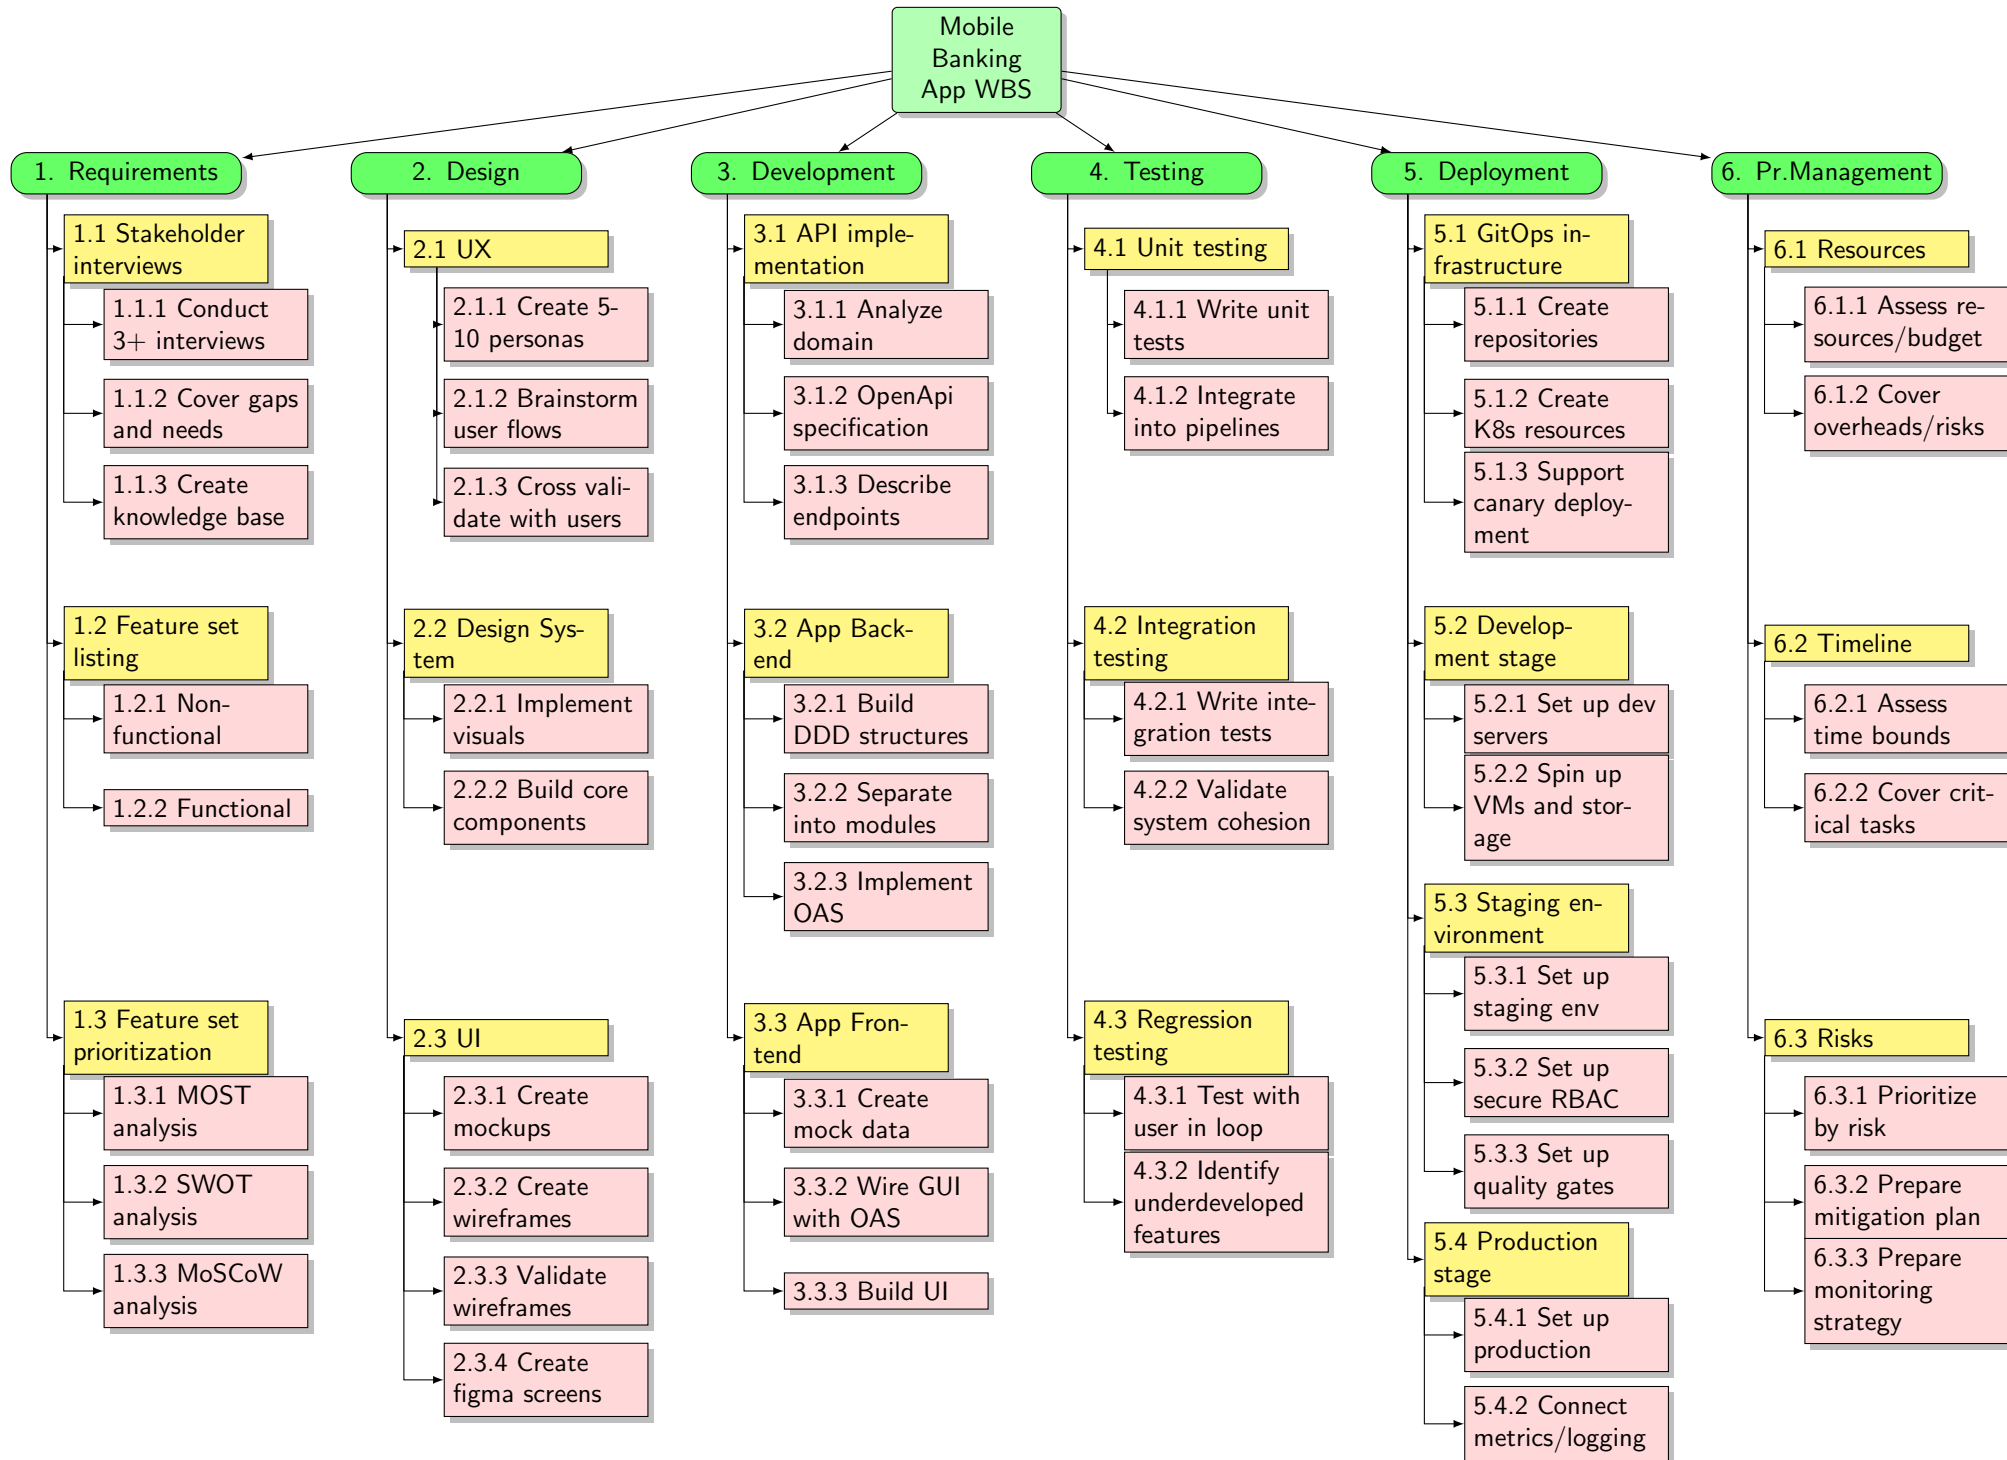 Mobile
Banking
App WBS
1. Requirements
1.1 Stakeholder
interviews
1.1.1 Conduct
3+ interviews
1.1.2 Cover gaps
and needs
1.1.3 Create
knowledge base
1.2 Feature set
listing
1.2.1 Non-
functional
1.2.2 Functional
1.3 Feature set
prioritization
1.3.1 MOST
analysis
1.3.2 SWOT
analysis
1.3.3 MoSCoW
analysis
2. Design
2.1 UX
2.1.1 Create 5-
10 personas
2.1.2 Brainstorm
user flows
2.1.3 Cross vali-
date with users
2.2 Design Sys-
tem
2.2.1 Implement
visuals
2.2.2 Build core
components
2.3 UI
2.3.1 Create
mockups
2.3.2 Create
wireframes
2.3.3 Validate
wireframes
2.3.4 Create
figma screens
3. Development
3.1 API imple-
mentation
3.1.1 Analyze
domain
3.1.2 OpenApi
specification
3.1.3 Describe
endpoints
3.2 App Back-
end
3.2.1 Build
DDD structures
3.2.2 Separate
into modules
3.2.3 Implement
OAS
3.3 App Fron-
tend
3.3.1 Create
mock data
3.3.2 Wire GUI
with OAS
3.3.3 Build UI
4. Testing
4.1 Unit testing
4.1.1 Write unit
tests
4.1.2 Integrate
into pipelines
4.2 Integration
testing
4.2.1 Write inte-
gration tests
4.2.2 Validate
system cohesion
4.3 Regression
testing
4.3.1 Test with
user in loop
4.3.2 Identify
underdeveloped
features
5. Deployment
5.1 GitOps in-
frastructure
5.1.1 Create
repositories
5.1.2 Create
K8s resources
5.1.3 Support
canary deploy-
ment
5.2 Develop-
ment stage
5.2.1 Set up dev
servers
5.2.2 Spin up
VMs and stor-
age
5.3 Staging en-
vironment
5.3.1 Set up
staging env
5.3.2 Set up
secure RBAC
5.3.3 Set up
quality gates
5.4 Production
stage
5.4.1 Set up
production
5.4.2 Connect
metrics/logging
6. Pr.Management
6.1 Resources
6.1.1 Assess re-
sources/budget
6.1.2 Cover
overheads/risks
6.2 Timeline
6.2.1 Assess
time bounds
6.2.2 Cover crit-
ical tasks
6.3 Risks
6.3.1 Prioritize
by risk
6.3.2 Prepare
mitigation plan
6.3.3 Prepare
monitoring
strategy